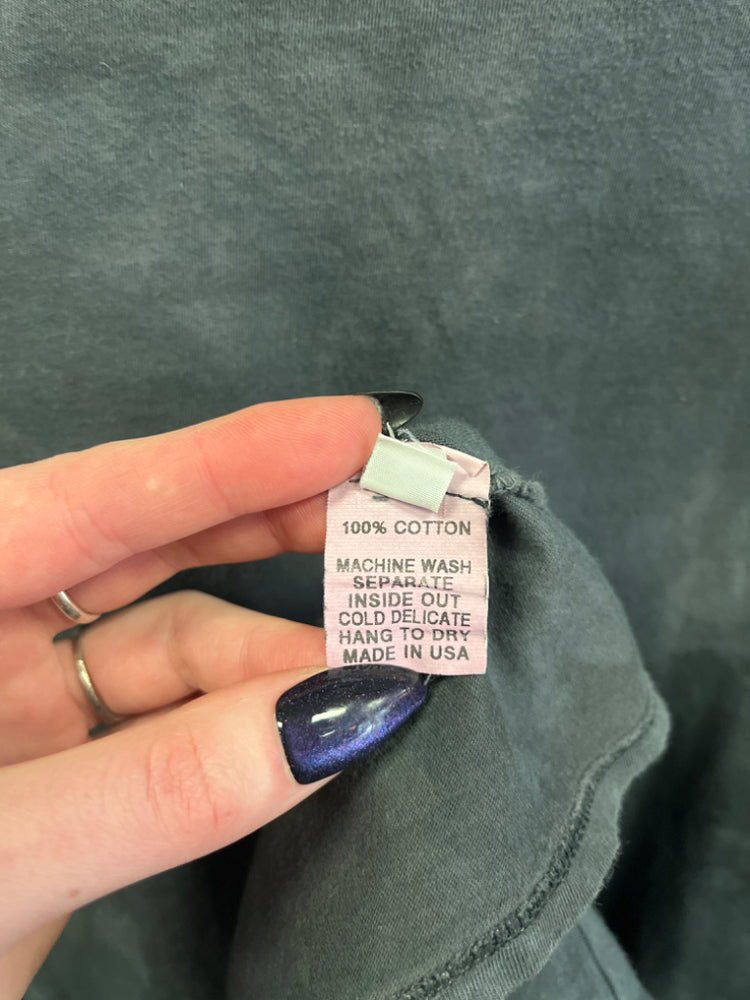 100% COTTON
MACHINE WASH
SEPARATE
INSIDE OUT
COLD DELICATE
HANG TO DRY
MADE IN USA